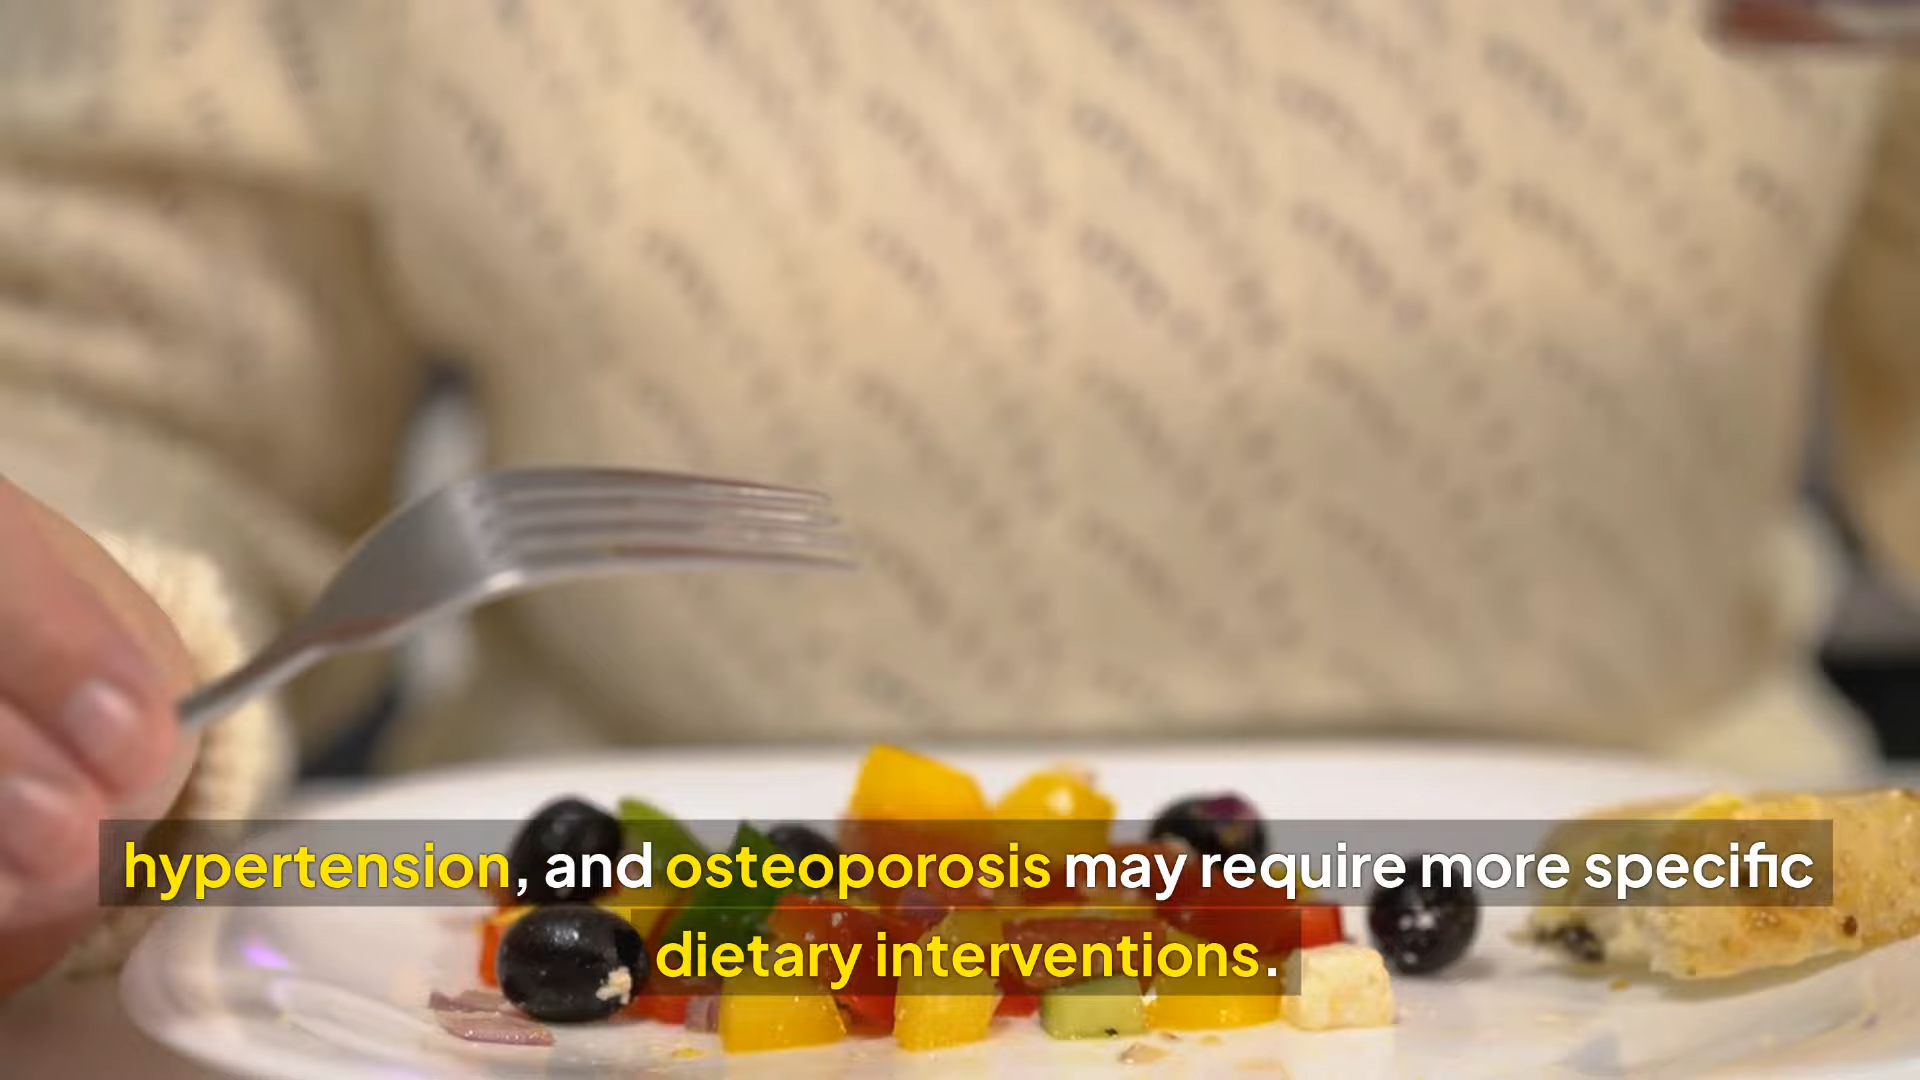 hypertension, and osteoporosis may require more specific
dietary interventions.